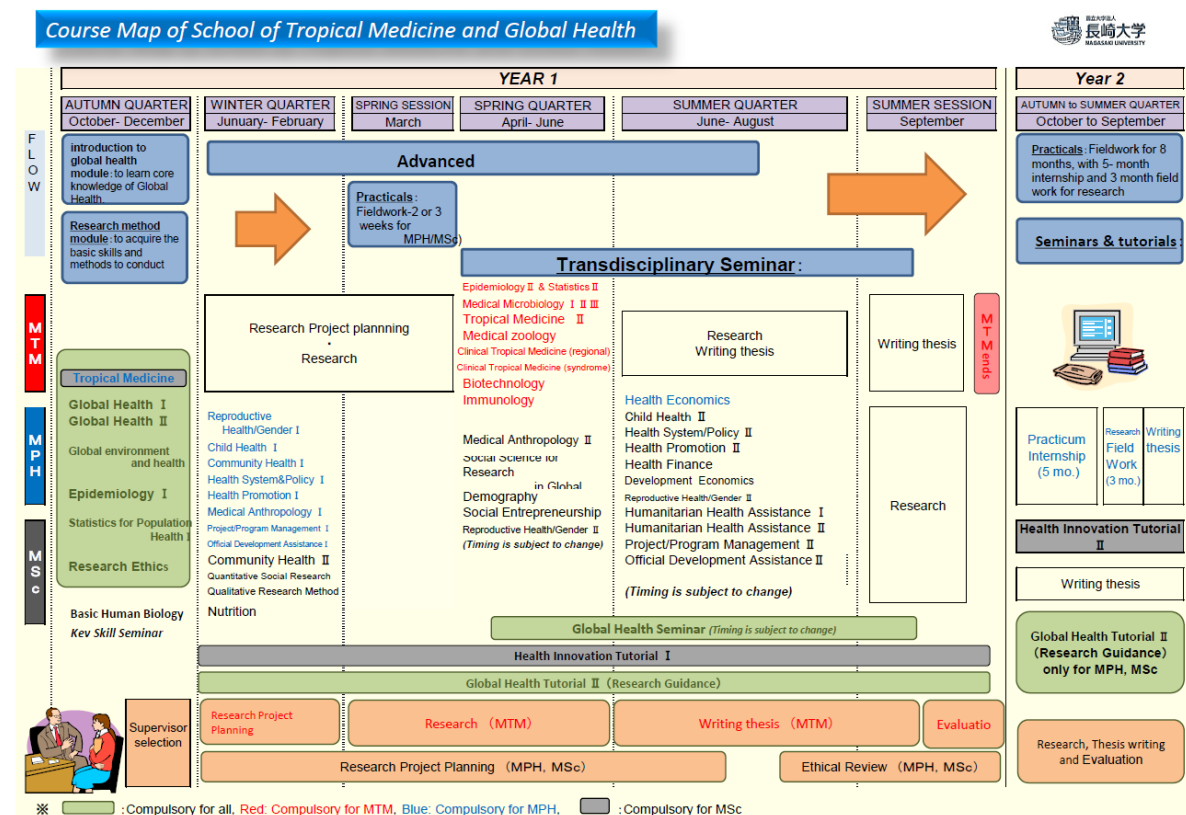 Course Map of School of Tropical Medicine and Global Health
国立大学法人
長崎大学
NAGASAKI UNIVERSITY
YEAR 1
Year 2
AUTUMN QUARTER
October- December
WINTER QUARTER
Junuary- February
SPRING SESSION
March
SPRING QUARTER
April- June
SUMMER QUARTER
June- August
SUMMER SESSION
September
AUTUMN to SUMMER QUARTER
October to September
FLOW
introduction to
global health
module：to learn core
knowledge of Global
Health.
Research method
module：to acquire the
basic skills and
methods to conduct
Advanced
Practicals：
Fieldwork-2 or 3
weeks for
MPH/MSc)
Transdisciplinary Seminar：
Practicals：Fieldwork for 8
months, with 5- month
internship and 3 month field
work for research
Seminars & tutorials：
MTM
MPH
MSc
Tropical Medicine
Global Health Ⅰ
Global Health Ⅱ
Global environment
and health
Epidemiology Ⅰ
Statistics for Population
Health Ⅰ
Research Ethics
Basic Human Biology
Key Skill Seminar
Research Project plannning
・
Research
Reproductive
Health/Gender Ⅰ
Child Health Ⅰ
Community Health Ⅰ
Health System&Policy Ⅰ
Health Promotion Ⅰ
Medical Anthropology Ⅰ
Project/Program Management Ⅰ
Official Development Assistance Ⅰ
Community Health Ⅱ
Quantitative Social Research
Qualitative Research Method
Nutrition
Epidemiology Ⅱ & Statistics Ⅱ
Medical Microbiology Ⅰ Ⅱ Ⅲ
Tropical Medicine Ⅱ
Medical zoology
Clinical Tropical Medicine (regional)
Clinical Tropical Medicine (syndrome)
Biotechnology
Immunology
Medical Anthropology Ⅱ
Social Science for
Research
in Global
Demography
Social Entrepreneurship
Reproductive Health/Gender Ⅱ
(Timing is subject to change)
Research
Writing thesis
Health Economics
Child Health Ⅱ
Health System/Policy Ⅱ
Health Promotion Ⅱ
Health Finance
Development Economics
Reproductive Health/Gender Ⅱ
Humanitarian Health Assistance Ⅰ
Humanitarian Health Assistance Ⅱ
Project/Program Management Ⅱ
Official Development Assistance Ⅱ
(Timing is subject to change)
Writing thesis
MTM ends
Research
Practicum
Internship
(5 mo.)
Research
Field
Work
(3 mo.)
Writing
thesis
Health Innovation Tutorial
Ⅱ
Writing thesis
Global Health Tutorial Ⅱ
（Research Guidance）
only for MPH, MSc
Global Health Seminar (Timing is subject to change)
Health Innovation Tutorial Ⅰ
Global Health Tutorial Ⅱ（Research Guidance）
Supervisor
selection
Research Project
Planning
Research （MTM）
Writing thesis （MTM）
Evaluatio
Research Project Planning （MPH, MSc）
Ethical Review （MPH, MSc）
Research, Thesis writing
and Evaluation
※ ：Compulsory for all, Red: Compulsory for MTM, Blue: Compulsory for MPH, ：Compulsory for MSc